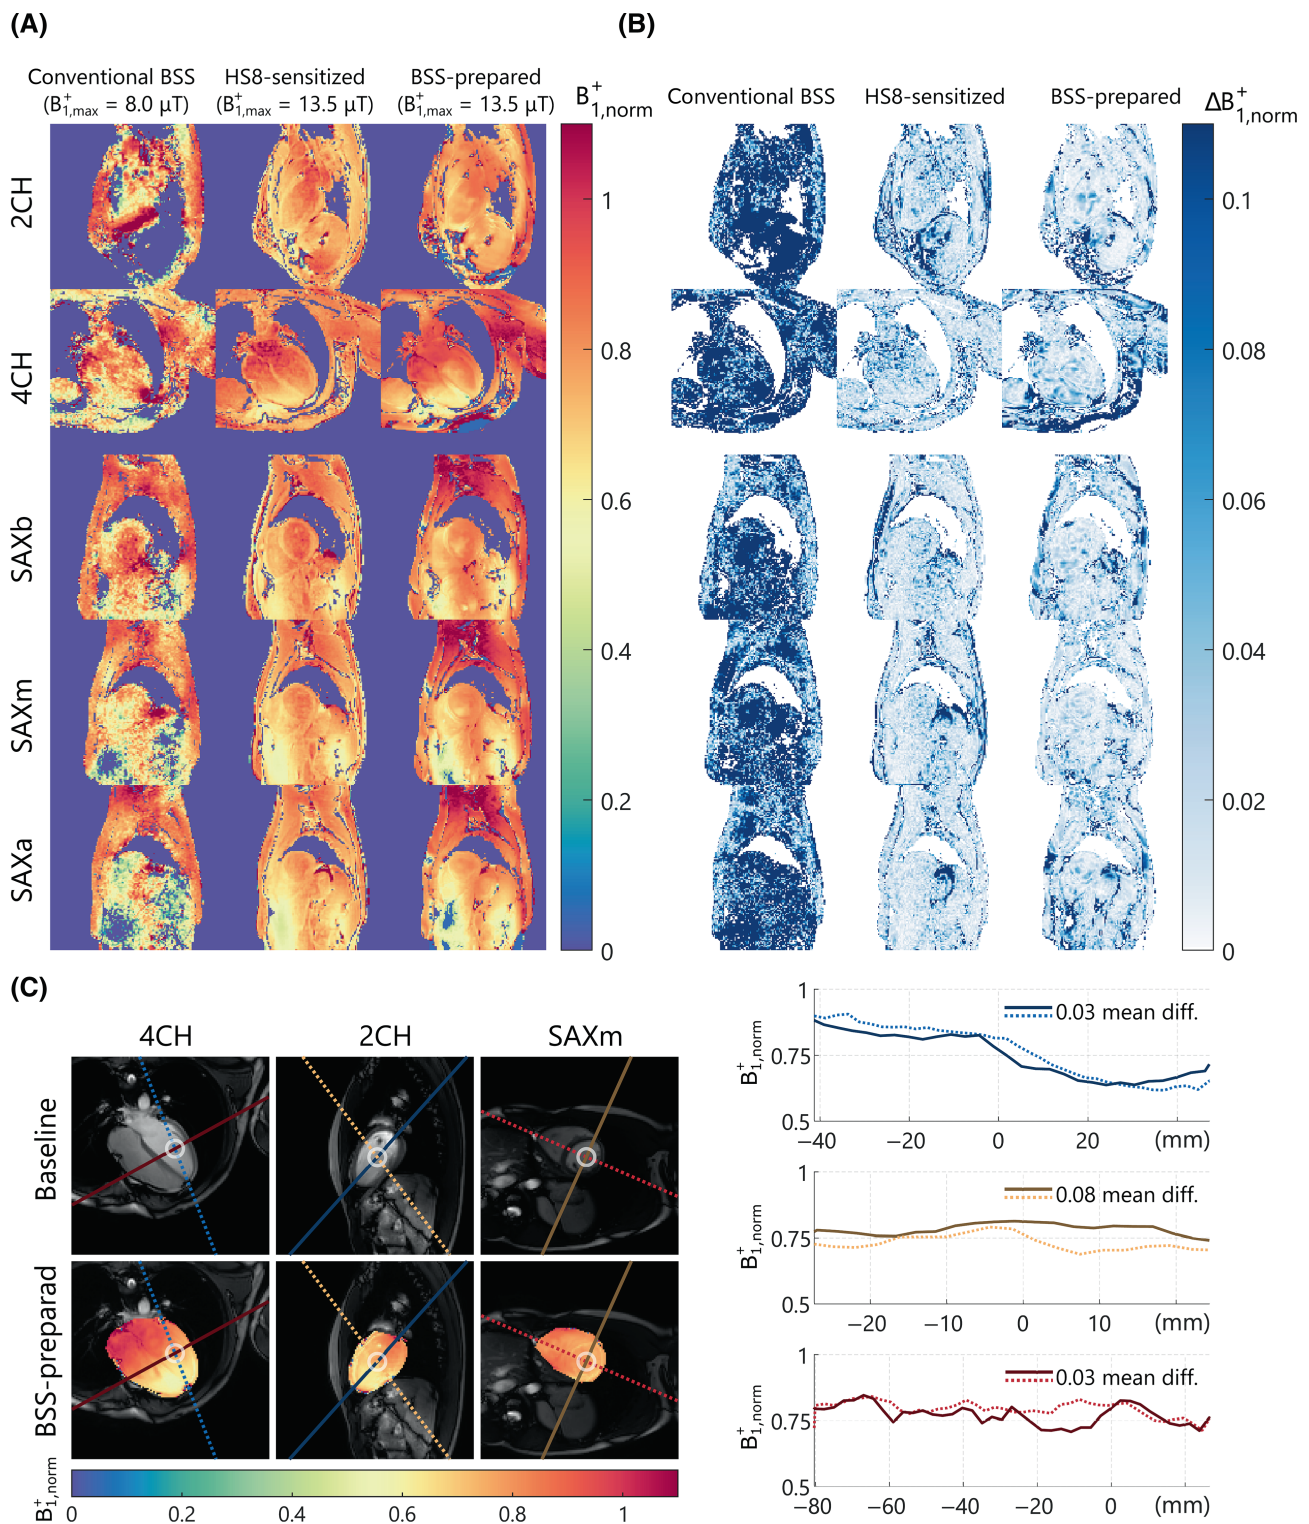 (A)
(B)
Conventional BSS
HS8-sensitized
BSS-prepared
(B⁺1,max = 8.0 µT)
(B⁺1,max = 13.5 µT)
(B⁺1,max = 13.5 µT)
B⁺1,norm
Conventional BSS
HS8-sensitized
BSS-prepared
ΔB⁺1,norm
2CH
4CH
SAXb
SAXm
SAXa
1
0.8
0.6
0.4
0.2
0
0.1
0.08
0.06
0.04
0.02
0
(C)
4CH
2CH
SAXm
Baseline
BSS-preparad
B⁺1,norm
0
0.2
0.4
0.6
0.8
1
B⁺1,norm
1
0.75
0.5
0.03 mean diff.
−40
−20
0
20
(mm)
B⁺1,norm
1
0.75
0.5
0.08 mean diff.
−20
−10
0
10
(mm)
B⁺1,norm
1
0.75
0.5
0.03 mean diff.
−80
−60
−40
−20
0
(mm)